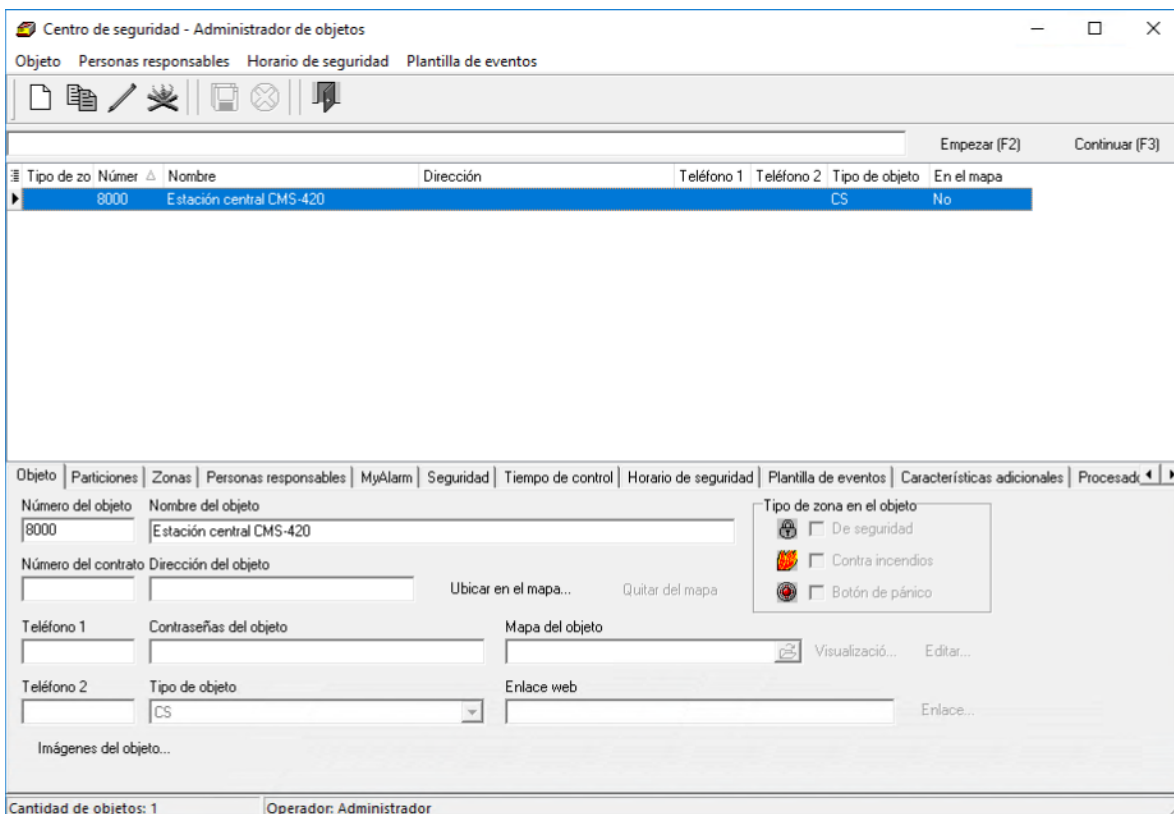 Centro de seguridad - Administrador de objetos
Objeto Personas responsables Horario de seguridad Plantilla de eventos
Empezar (F2) Continuar (F3)
Tipo de zo Númer Nombre Dirección Teléfono 1 Teléfono 2 Tipo de objeto En el mapa
8000 Estación central CMS-420 CS No
Objeto Particiones Zonas Personas responsables MyAlarm Seguridad Tiempo de control Horario de seguridad Plantilla de eventos Características adicionales Procesad
Número del objeto Nombre del objeto Tipo de zona en el objeto
8000 Estación central CMS-420 De seguridad
Número del contrato Dirección del objeto Contra incendios
Ubicar en el mapa... Quitar del mapa Botón de pánico
Teléfono 1 Contraseñas del objeto Mapa del objeto
Visualizació... Editar...
Teléfono 2 Tipo de objeto Enlace web
CS Enlace...
Imágenes del objeto...
Cantidad de objetos: 1 Operador: Administrador